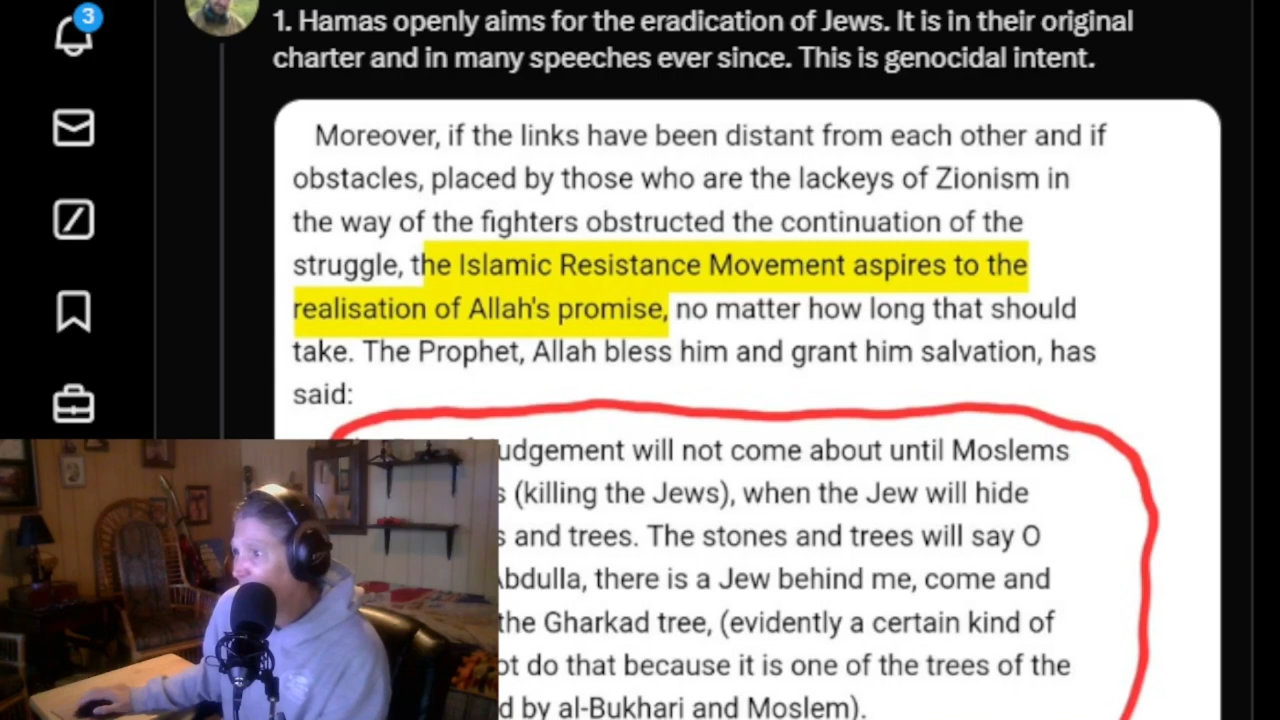 3
1. Hamas openly aims for the eradication of Jews. It is in their original
charter and in many speeches ever since. This is genocidal intent.
Moreover, if the links have been distant from each other and if
obstacles, placed by those who are the lackeys of Zionism in
the way of the fighters obstructed the continuation of the
struggle, the Islamic Resistance Movement aspires to the
realisation of Allah's promise, no matter how long that should
take. The Prophet, Allah bless him and grant him salvation, has
said:
udgement will not come about until Moslems
s (killing the Jews), when the Jew will hide
s and trees. The stones and trees will say O
Abdulla, there is a Jew behind me, come and
the Gharkad tree, (evidently a certain kind of
ot do that because it is one of the trees of the
d by al-Bukhari and Moslem).